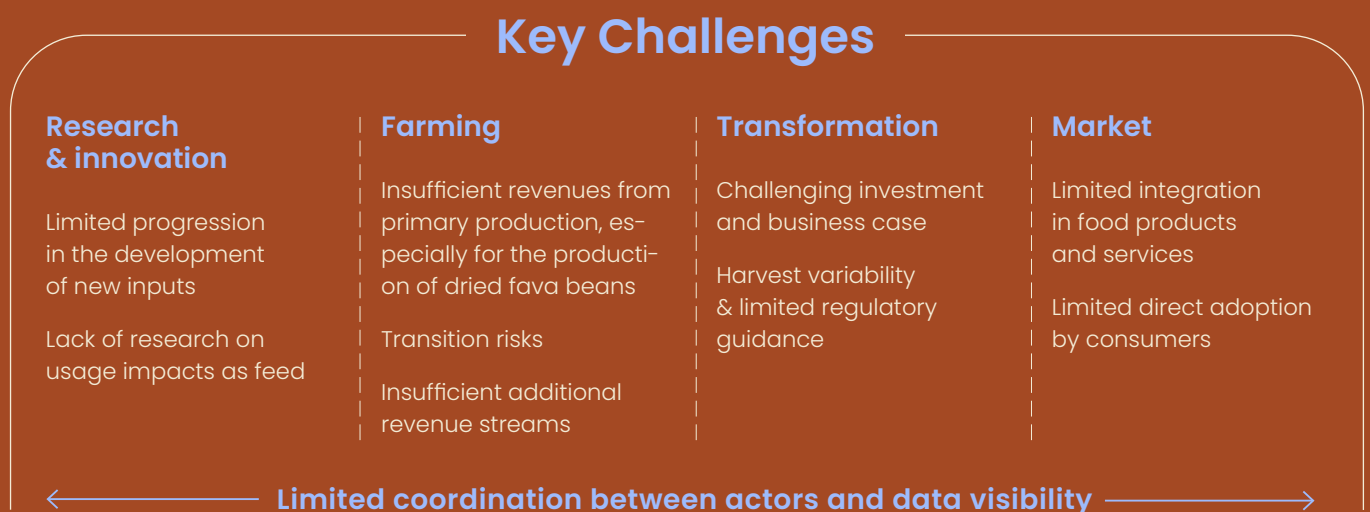 Key Challenges
Research
& innovation
Limited progression
in the development
of new inputs
Lack of research on
usage impacts as feed
Farming
Insufficient revenues from
primary production, es-
pecially for the producti-
on of dried fava beans
Transition risks
Insufficient additional
revenue streams
Transformation
Challenging investment
and business case
Harvest variability
& limited regulatory
guidance
Market
Limited integration
in food products
and services
Limited direct adoption
by consumers
Limited coordination between actors and data visibility